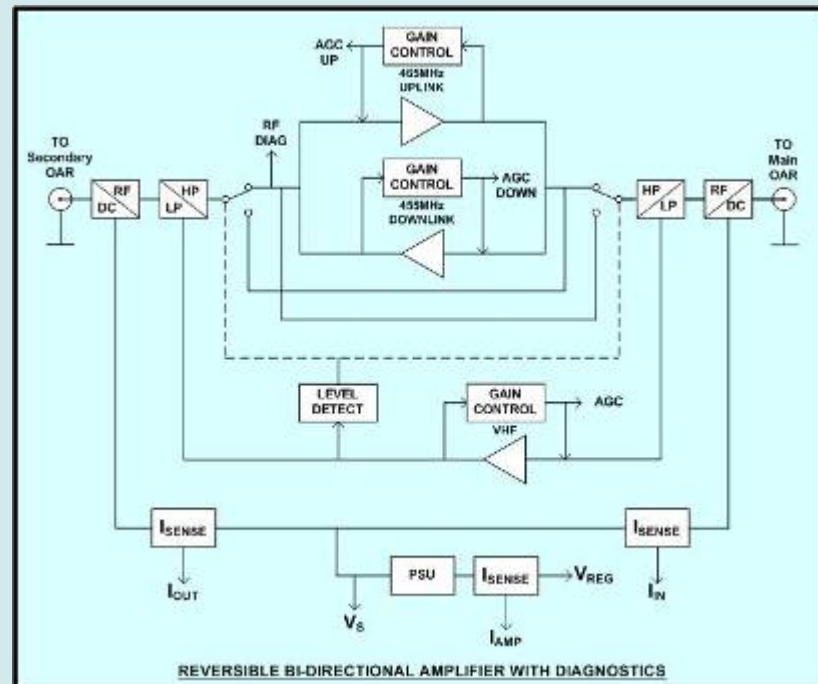 AGC
UP
GAIN
CONTROL
465MHz
UPLINK
RF
DIAG
TO
Secondary
OAR
TO
Main
OAR
GAIN
CONTROL
AGC
DOWN
455MHz
DOWNLINK
RF
DC
HP
LP
HP
LP
RF
DC
LEVEL
DETECT
GAIN
CONTROL
AGC
VHF
ISENSE
ISENSE
IOUT
PSU
ISENSE
VREG
IIN
VS
IAMP
REVERSIBLE BI-DIRECTIONAL AMPLIFIER WITH DIAGNOSTICS